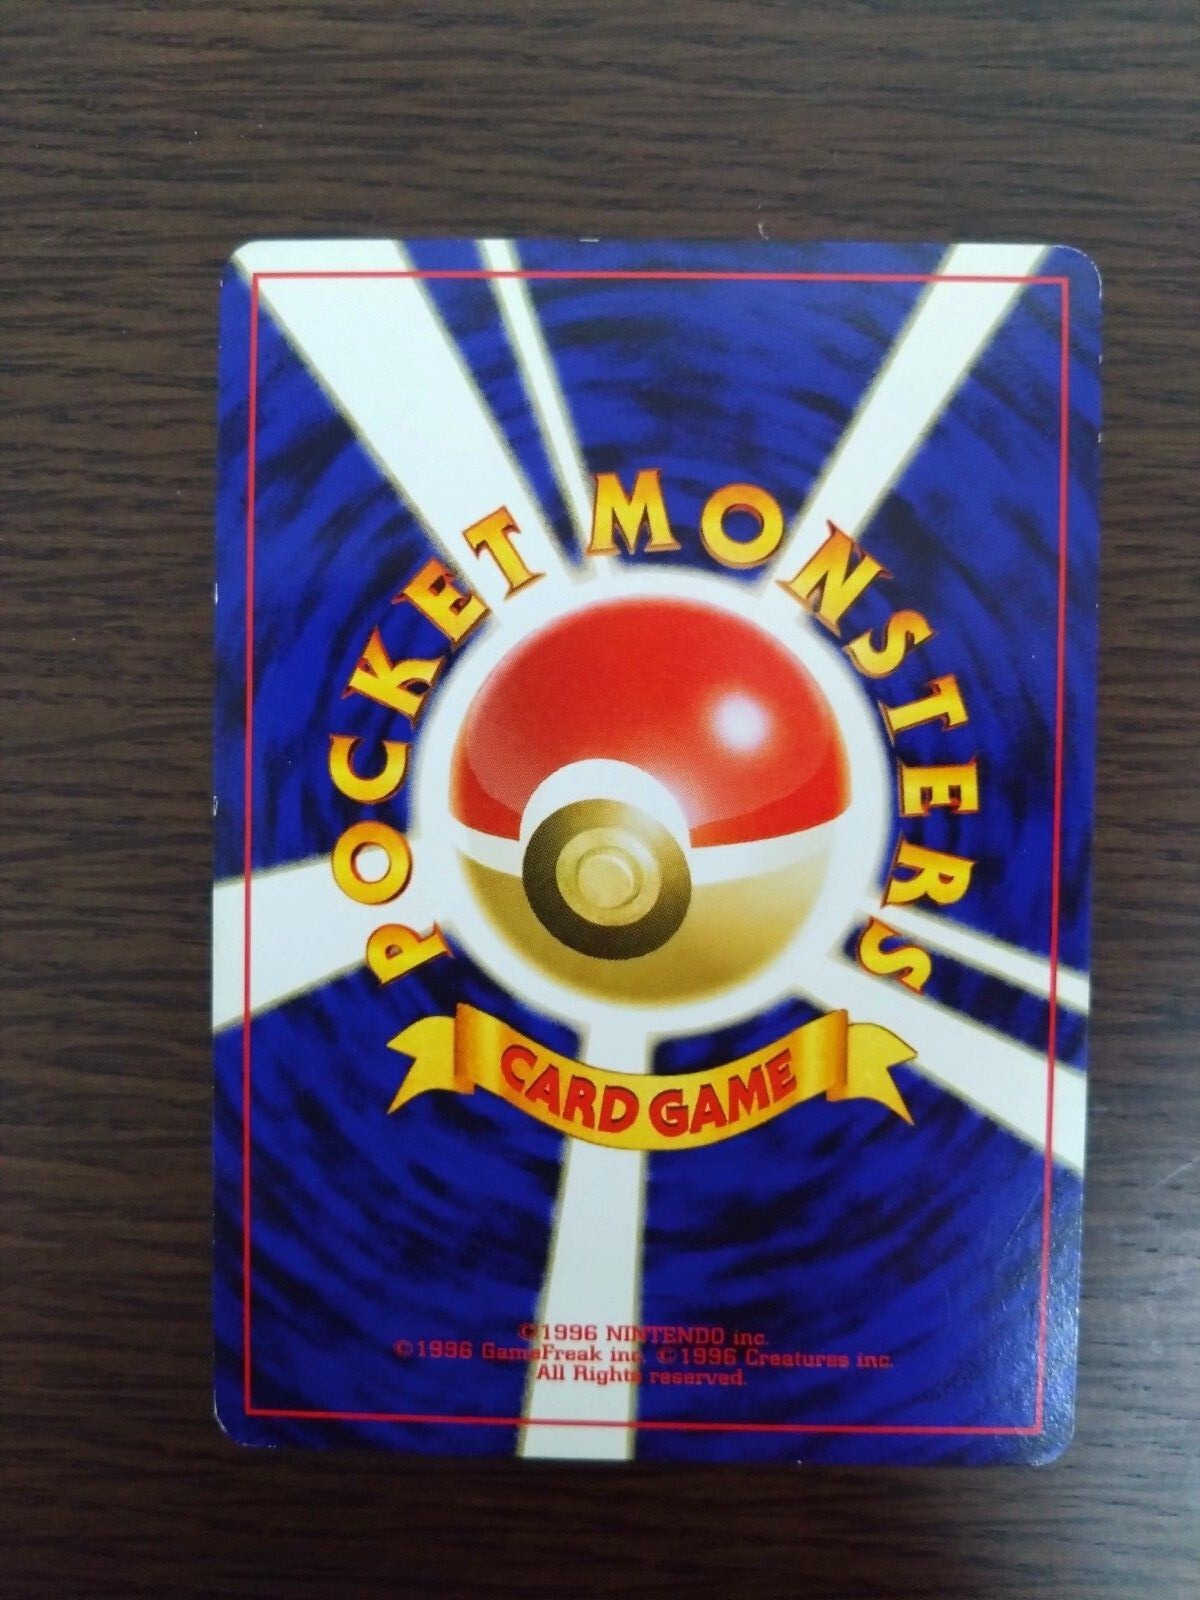 POCKET MONSTERS
CARD GAME
©1996 NINTENDO inc.
©1996 GameFreak inc. ©1996 Creatures inc.
All Rights reserved.